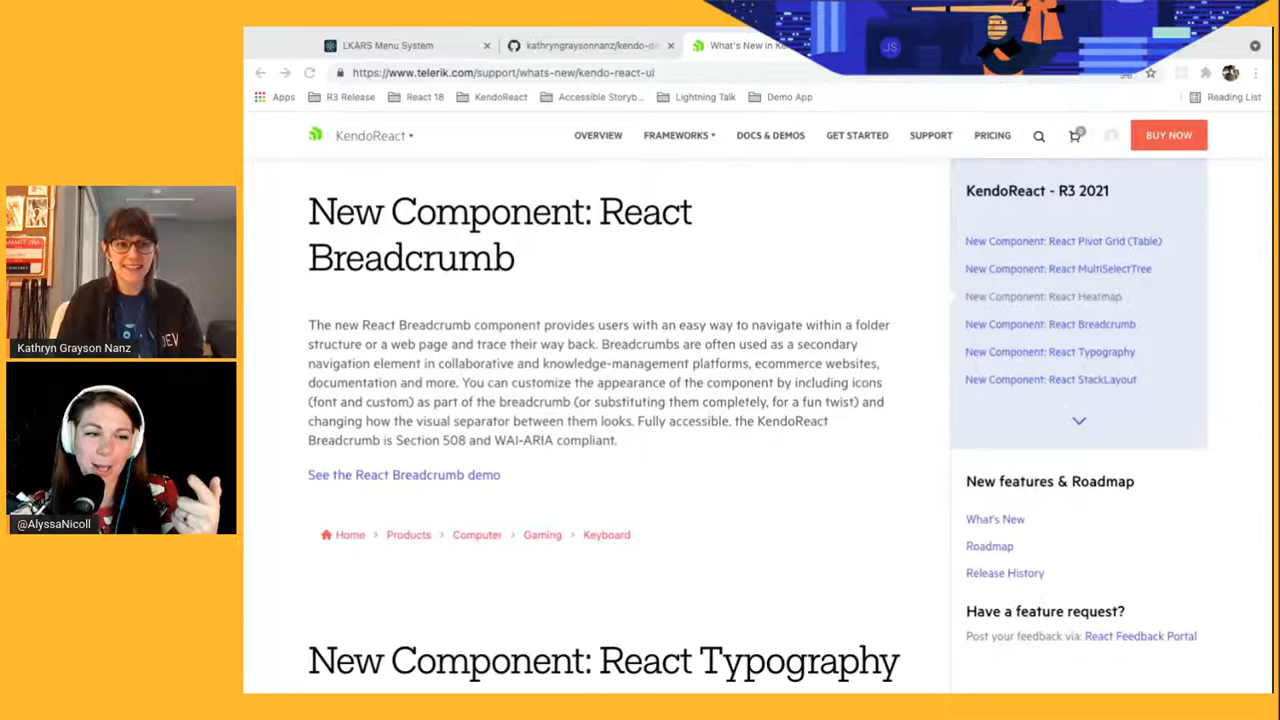 LKARS Menu System
kathryngraysonnanz/kendo-de
What's New in Ke
JS
https://www.telerik.com/support/whats-new/kendo-react-ui
Apps
R3 Release
React 18
KendoReact
Accessible Storyb...
Lightning Talk
Demo App
Reading List
KendoReact
OVERVIEW
FRAMEWORKS
DOCS & DEMOS
GET STARTED
SUPPORT
PRICING
0
BUY NOW
New Component: React
Breadcrumb
The new React Breadcrumb component provides users with an easy way to navigate within a folder
structure or a web page and trace their way back. Breadcrumbs are often used as a secondary
navigation element in collaborative and knowledge-management platforms, ecommerce websites,
documentation and more. You can customize the appearance of the component by including icons
(font and custom) as part of the breadcrumb (or substituting them completely, for a fun twist) and
changing how the visual separator between them looks. Fully accessible, the KendoReact
Breadcrumb is Section 508 and WAI-ARIA compliant.
See the React Breadcrumb demo
Home > Products > Computer > Gaming > Keyboard
New Component: React Typography
KendoReact - R3 2021
New Component: React Pivot Grid (Table)
New Component: React MultiSelectTree
New Component: React Heatmap
New Component: React Breadcrumb
New Component: React Typography
New Component: React StackLayout
New features & Roadmap
What's New
Roadmap
Release History
Have a feature request?
Post your feedback via: React Feedback Portal
DEV
Kathryn Grayson Nanz
@AlyssaNicoll